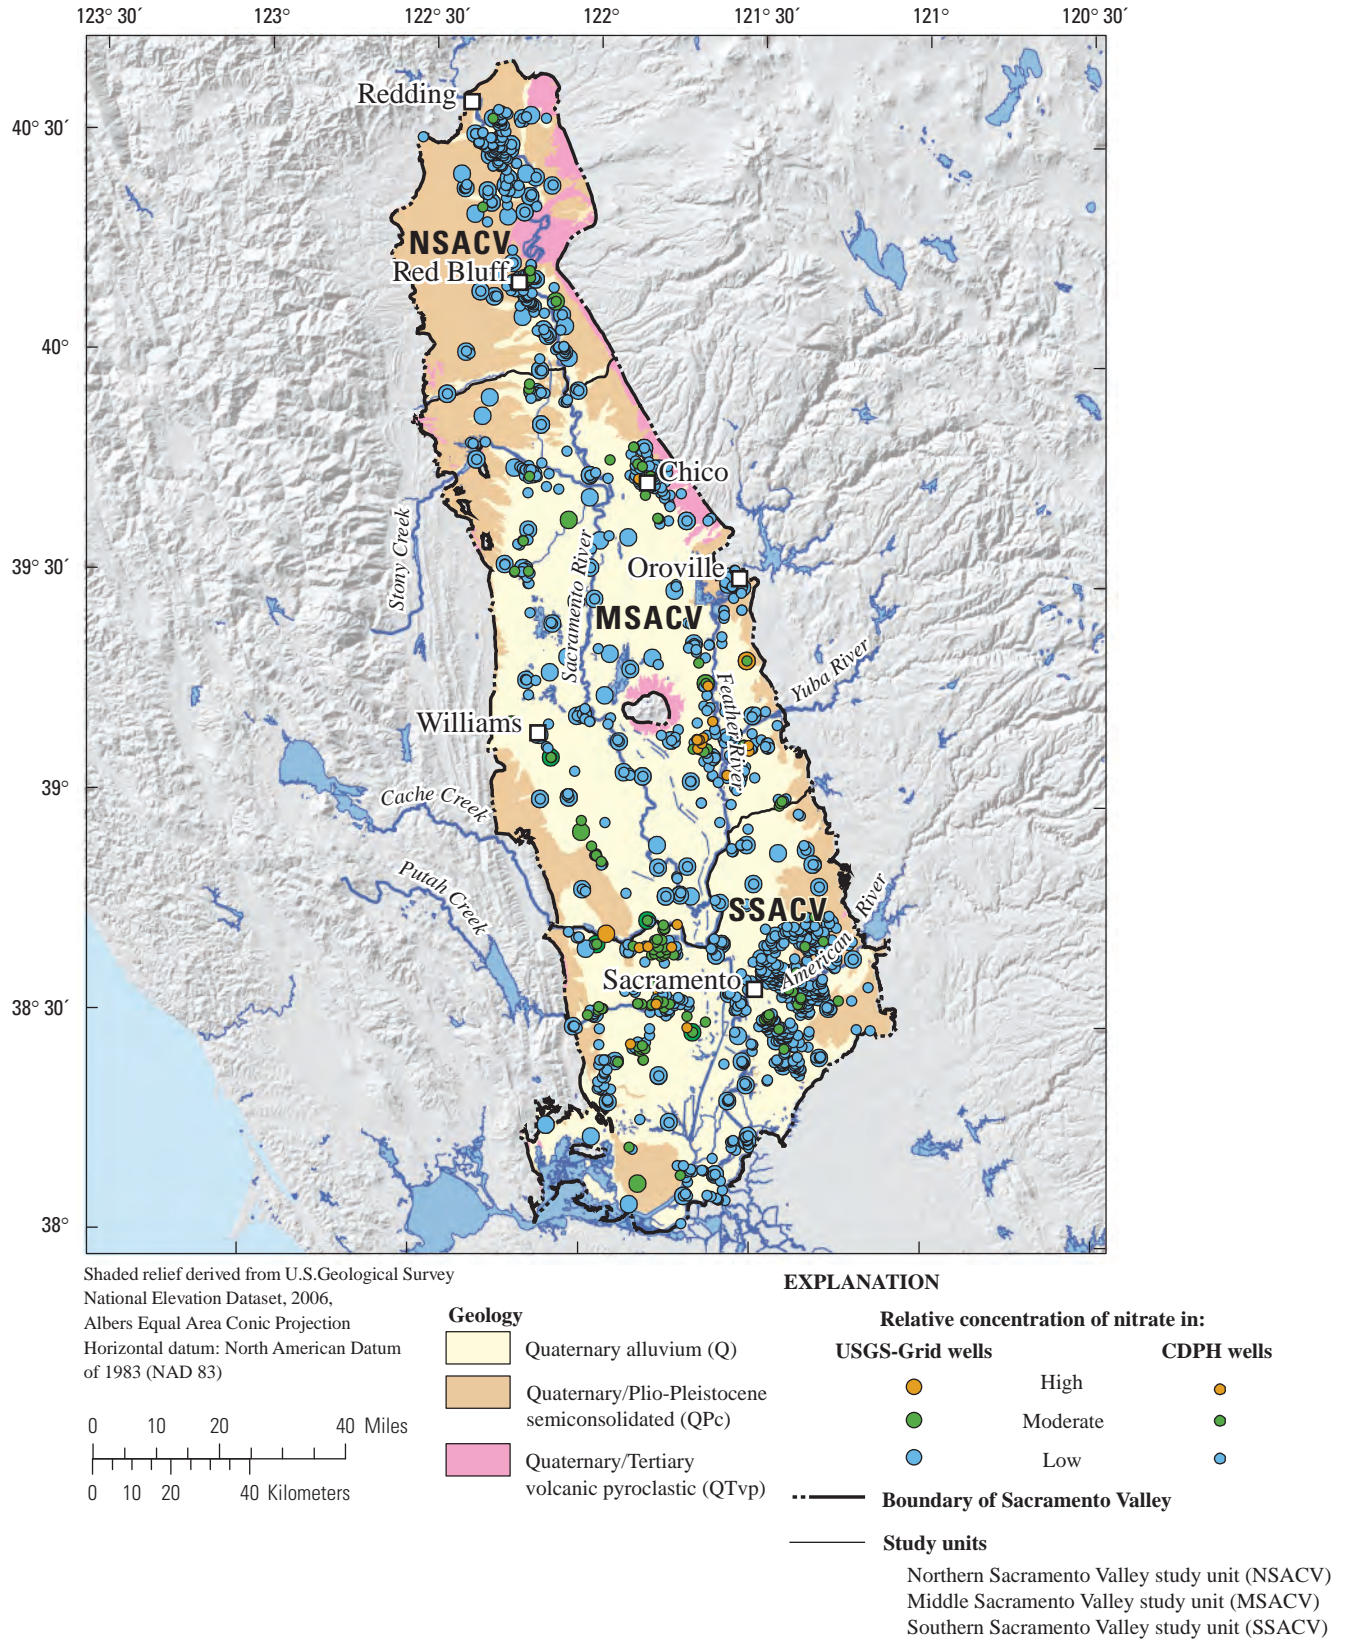 123° 30´ 123° 122° 30´ 122° 121° 30´ 121° 120° 30´
Redding
40° 30´
NSACV
Red Bluff
40°
Chico
Stony Creek
Sacramento River
39° 30´
Oroville
MSACV
Yuba River
Feather River
Williams
39°
Cache Creek
Putah Creek
SSACV
American River
Sacramento
38° 30´
38°
Shaded relief derived from U.S.Geological Survey
National Elevation Dataset, 2006,
Albers Equal Area Conic Projection
Horizontal datum: North American Datum
of 1983 (NAD 83)
0 10 20 40 Miles
0 10 20 40 Kilometers
Geology
Quaternary alluvium (Q)
Quaternary/Plio-Pleistocene
semiconsolidated (QPc)
Quaternary/Tertiary
volcanic pyroclastic (QTvp)
EXPLANATION
Relative concentration of nitrate in:
USGS-Grid wells CDPH wells
High
Moderate
Low
Boundary of Sacramento Valley
Study units
Northern Sacramento Valley study unit (NSACV)
Middle Sacramento Valley study unit (MSACV)
Southern Sacramento Valley study unit (SSACV)